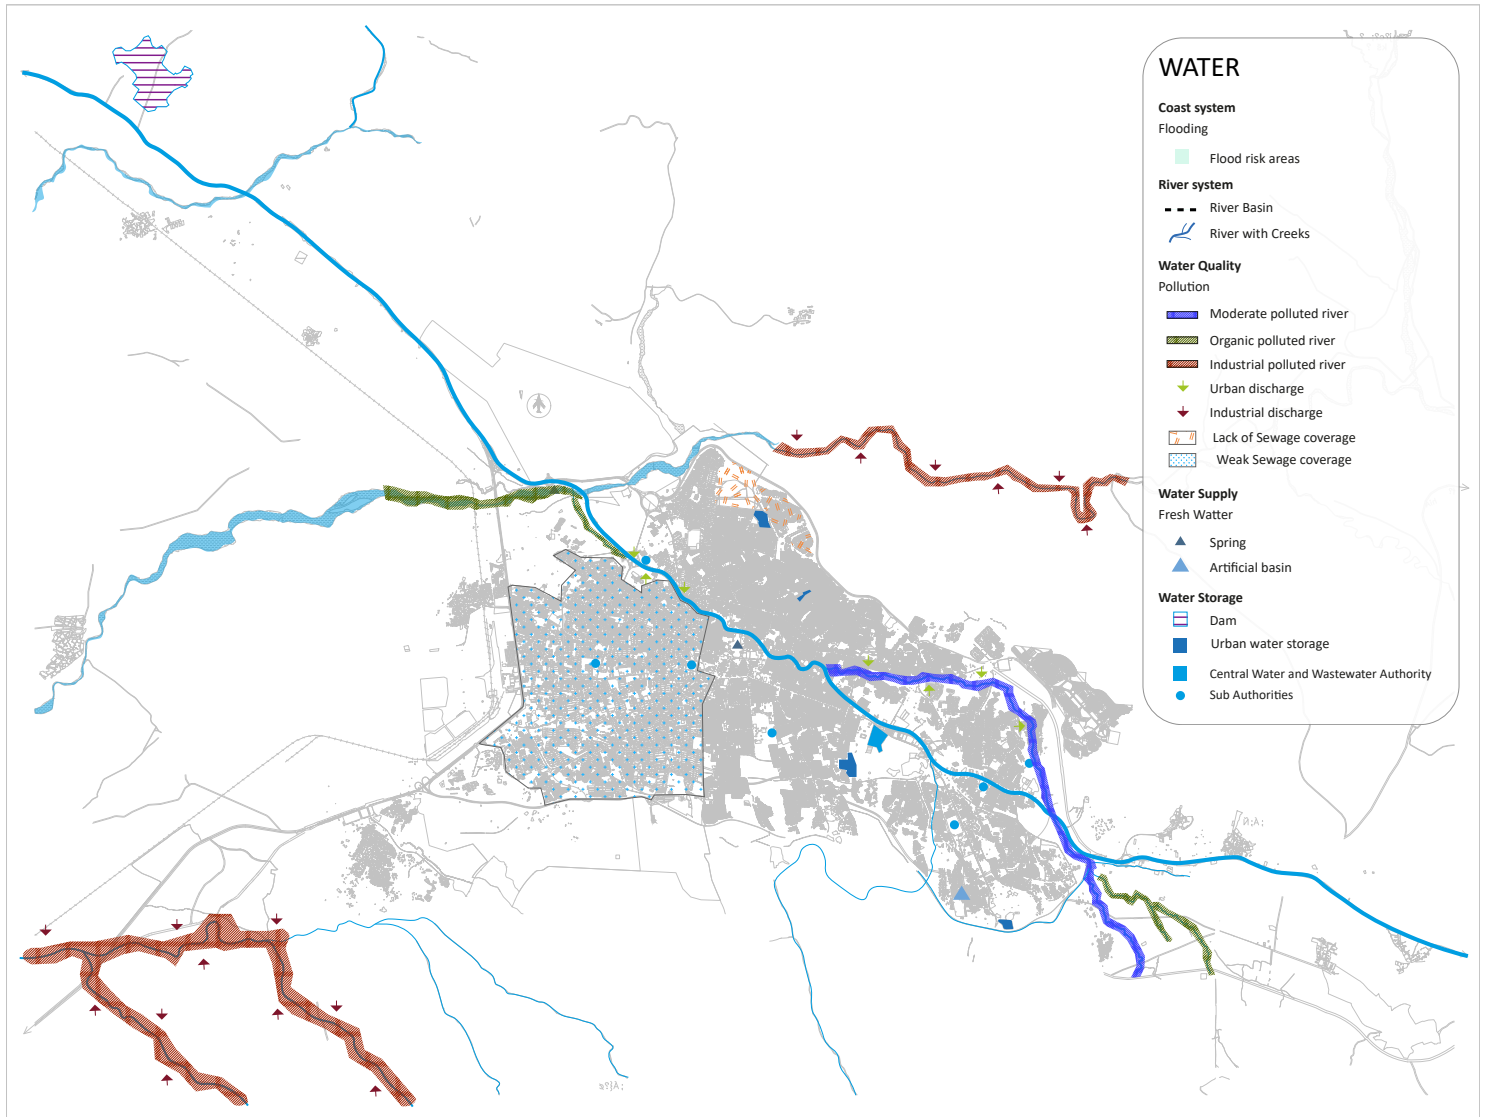 WATER
Coast system
Flooding
Flood risk areas
River system
River Basin
River with Creeks
Water Quality
Pollution
Moderate polluted river
Organic polluted river
Industrial polluted river
Urban discharge
Industrial discharge
Lack of Sewage coverage
Weak Sewage coverage
Water Supply
Fresh Watter
Spring
Artificial basin
Water Storage
Dam
Urban water storage
Central Water and Wastewater Authority
Sub Authorities